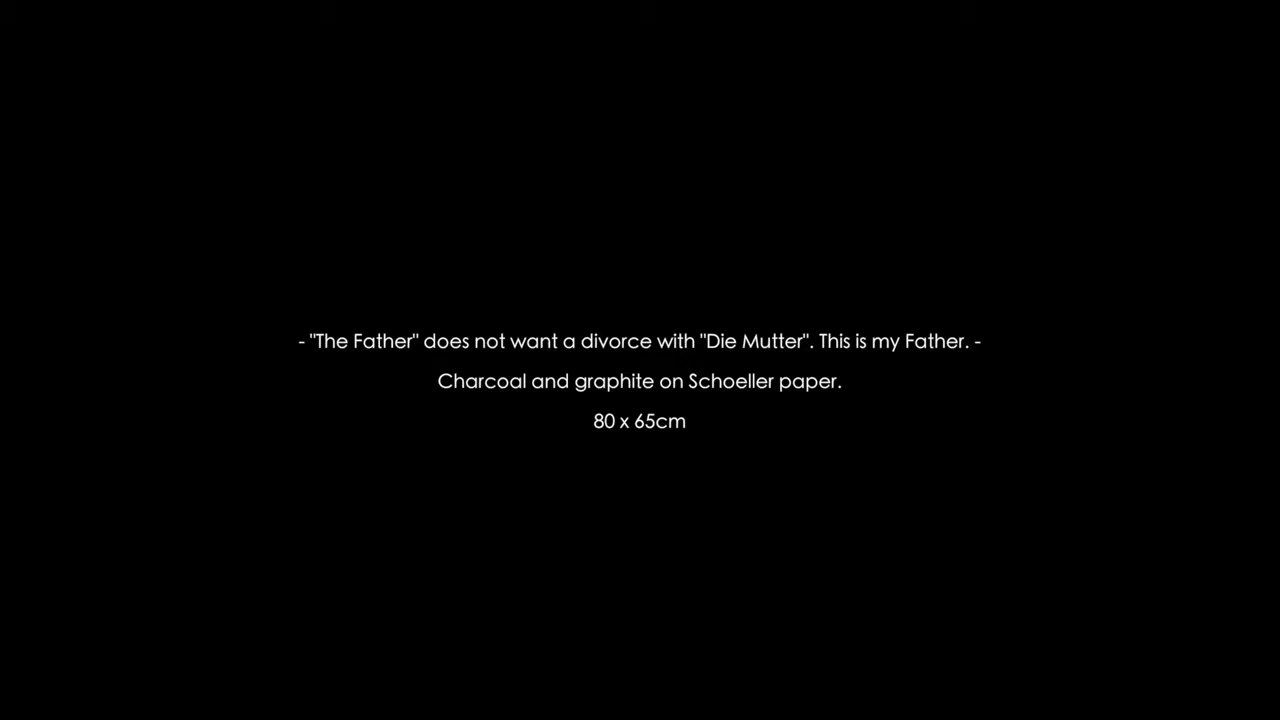 - "The Father" does not want a divorce with "Die Mutter". This is my Father. -
Charcoal and graphite on Schoeller paper.
80 x 65cm